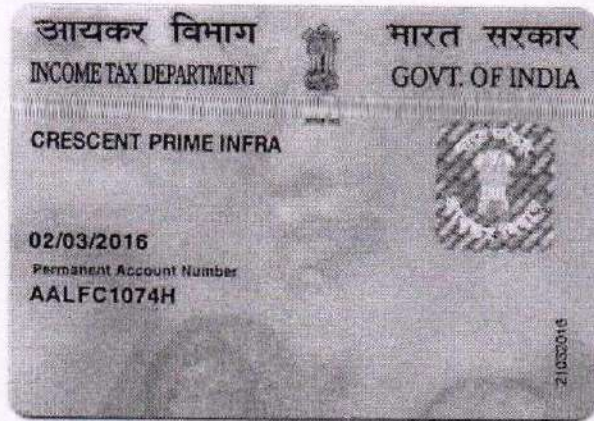 आयकर विभाग
INCOME TAX DEPARTMENT
भारत सरकार
GOVT. OF INDIA
CRESCENT PRIME INFRA
02/03/2016
Permanent Account Number
AALFC1074H
21032016